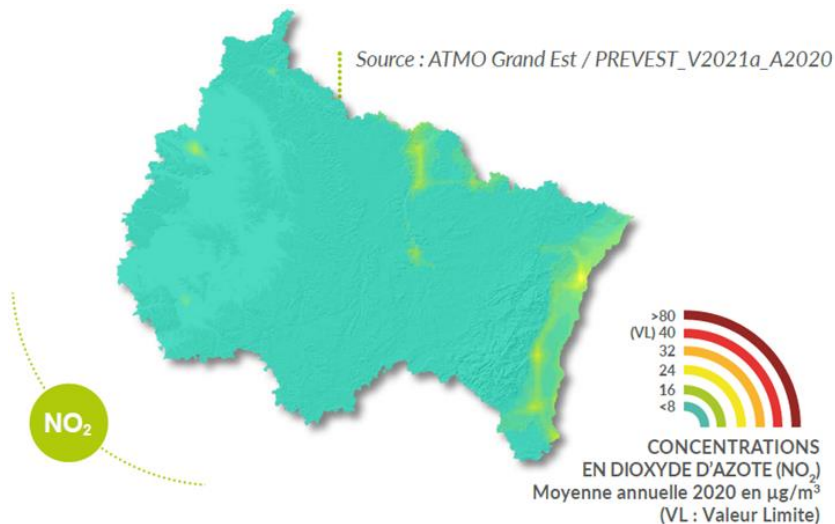 Source : ATMO Grand Est / PREVEST_V2021a_A2020
NO₂
>80
(VL) 40
32
24
16
<8
CONCENTRATIONS
EN DIOXYDE D'AZOTE (NO₂)
Moyenne annuelle 2020 en µg/m³
(VL : Valeur Limite)